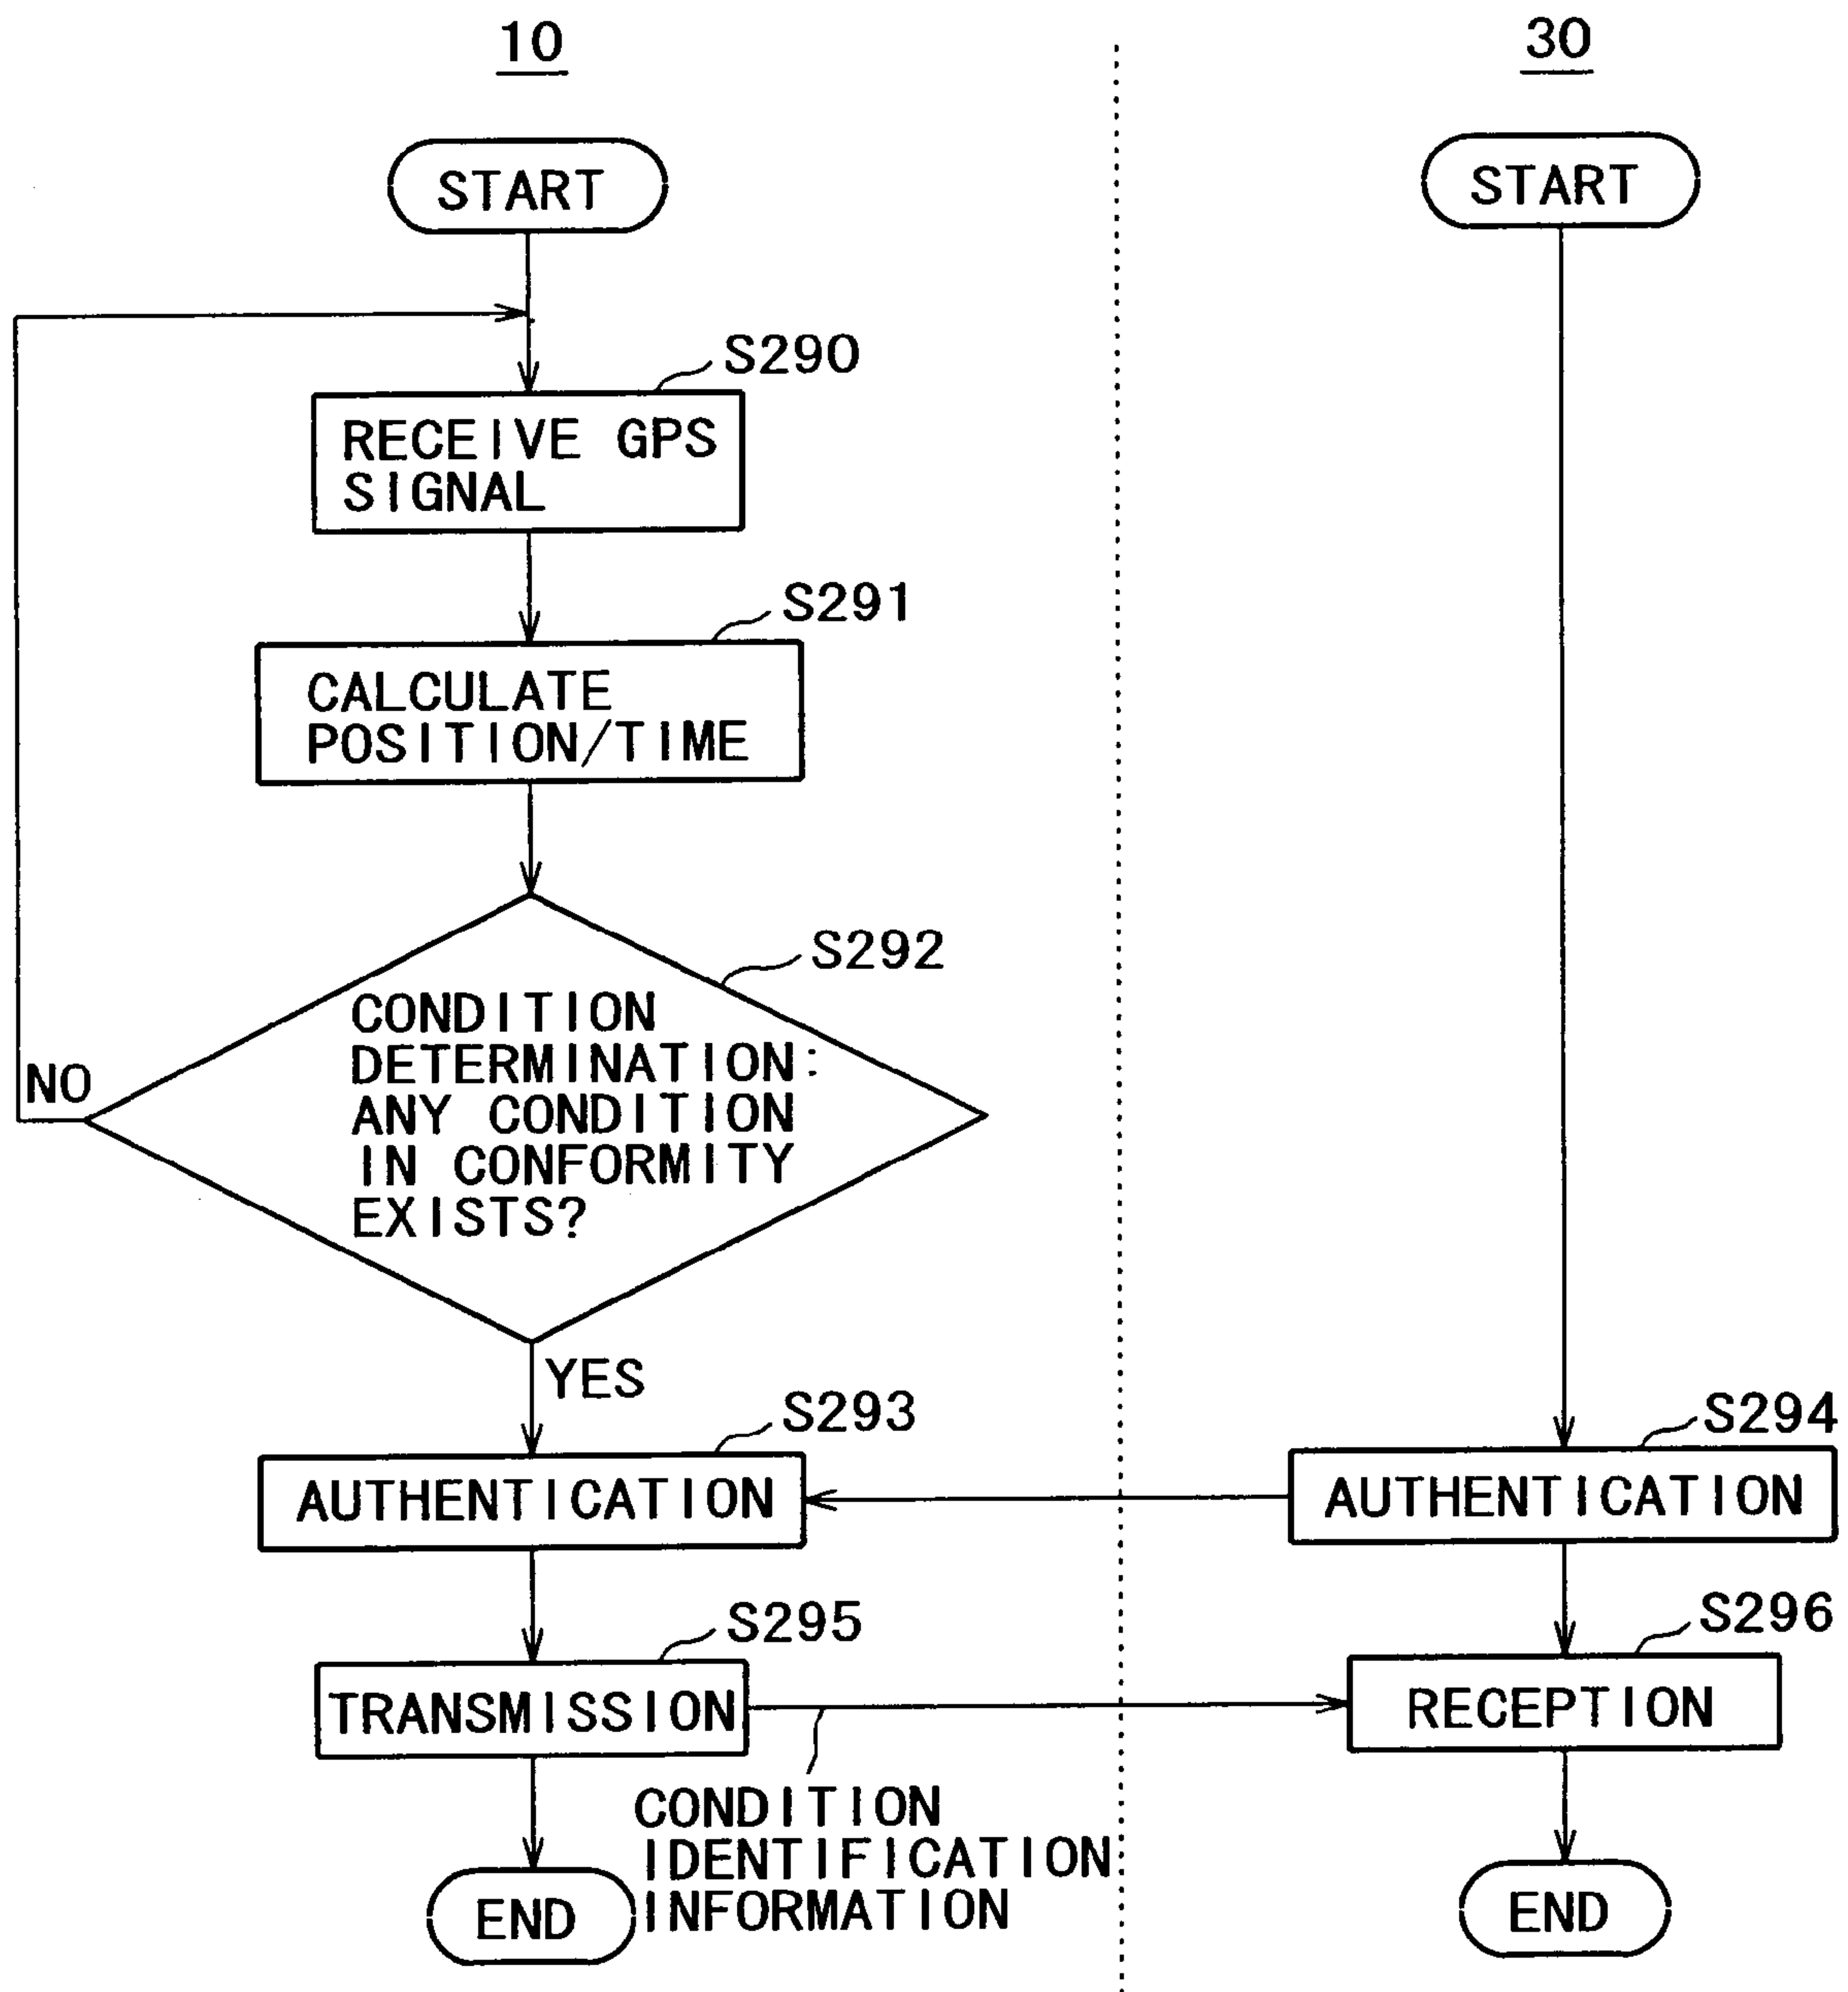 10
30
START
START
S290
RECEIVE GPS
SIGNAL
S291
CALCULATE
POSITION/TIME
S292
CONDITION
DETERMINATION:
ANY CONDITION
IN CONFORMITY
EXISTS?
NO
YES
S293
AUTHENTICATION
S294
AUTHENTICATION
S295
TRANSMISSION
S296
RECEPTION
CONDITION
IDENTIFICATION
INFORMATION
END
END